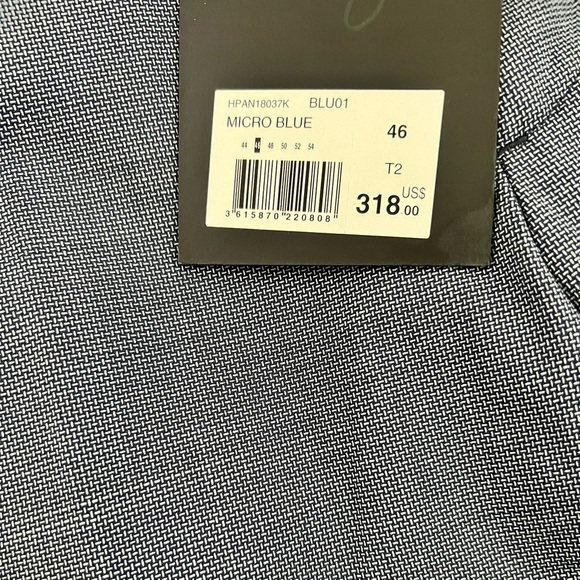 HPAN18037K BLU01
MICRO BLUE 46
44 46 48 50 52 54
T2
318.00 US$
3 615870 220808